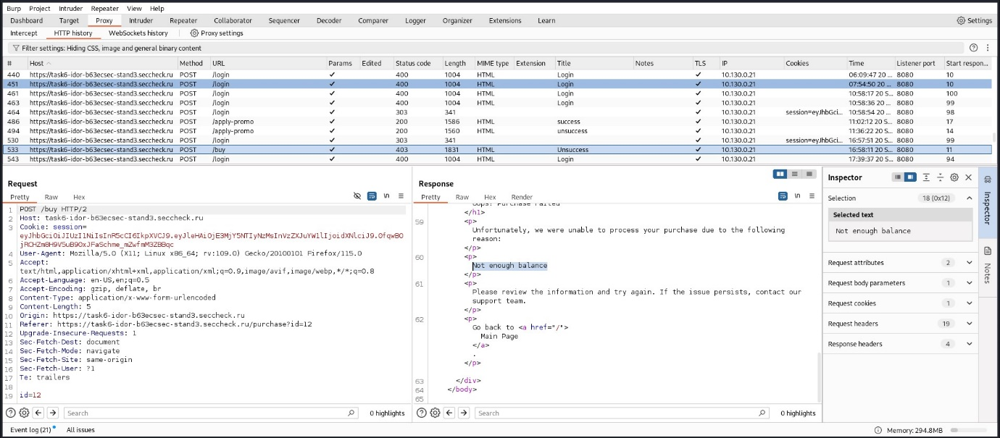 Burp Project Intruder Repeater View Help
Dashboard Target Proxy Intruder Repeater Collaborator Sequencer Decoder Comparer Logger Organizer Extensions Learn Settings
Intercept HTTP history WebSockets history Proxy settings
Filter settings: Hiding CSS, image and general binary content
# Host Method URL Params Edited Status code Length MIME type Extension Title Notes TLS IP Cookies Time Listener port Start respon...
440 https://task6-idor-b63ecsec-stand3.seccheck.ru POST /login ✓ 400 1004 HTML Login ✓ 10.130.0.21 06:09:47 20 ... 8080 10
451 https://task6-idor-b63ecsec-stand3.seccheck.ru POST /login ✓ 400 1004 HTML Login ✓ 10.130.0.21 07:54:50 20 ... 8080 10
461 https://task6-idor-b63ecsec-stand3.seccheck.ru POST /login ✓ 400 1004 HTML Login ✓ 10.130.0.21 10:58:17 20 S... 8080 100
463 https://task6-idor-b63ecsec-stand3.seccheck.ru POST /login ✓ 400 1004 HTML Login ✓ 10.130.0.21 10:58:36 20 ... 8080 99
464 https://task6-idor-b63ecsec-stand3.seccheck.ru POST /login ✓ 303 341 ✓ 10.130.0.21 session=eyJhbGci... 10:58:54 20 ... 8080 98
486 https://task6-idor-b63ecsec-stand3.seccheck.ru POST /apply-promo ✓ 200 1586 HTML success ✓ 10.130.0.21 11:02:12 20 S... 8080 17
494 https://task6-idor-b63ecsec-stand3.seccheck.ru POST /apply-promo ✓ 200 1560 HTML unsuccess ✓ 10.130.0.21 11:36:22 20 S... 8080 14
530 https://task6-idor-b63ecsec-stand3.seccheck.ru POST /login ✓ 303 341 ✓ 10.130.0.21 session=eyJhbGci... 16:57:51 20 S... 8080 99
533 https://task6-idor-b63ecsec-stand3.seccheck.ru POST /buy ✓ 403 1831 HTML Unsuccess ✓ 10.130.0.21 16:58:11 20 S... 8080 11
543 https://task6-idor-b63ecsec-stand3.seccheck.ru POST /login ✓ 400 1004 HTML Login ✓ 10.130.0.21 17:39:37 20 S... 8080 94
Request
Pretty Raw Hex \n
1 POST /buy HTTP/2
2 Host: task6-idor-b63ecsec-stand3.seccheck.ru
3 Cookie: session=
4 User-Agent: Mozilla/5.0 (X11; Linux x86_64; rv:109.0) Gecko/20100101 Firefox/115.0
5 Accept:
text/html,application/xhtml+xml,application/xml;q=0.9,image/avif,image/webp,*/*;q=0.8
6 Accept-Language: en-US,en;q=0.5
7 Accept-Encoding: gzip, deflate, br
8 Content-Type: application/x-www-form-urlencoded
9 Content-Length: 5
10 Origin: https://task6-idor-b63ecsec-stand3.seccheck.ru
11 Referer: https://task6-idor-b63ecsec-stand3.seccheck.ru/purchase?id=12
12 Upgrade-Insecure-Requests: 1
13 Sec-Fetch-Dest: document
14 Sec-Fetch-Mode: navigate
15 Sec-Fetch-Site: same-origin
16 Sec-Fetch-User: ?1
17 Te: trailers
18
19 id=12
Search 0 highlights
Response
Pretty Raw Hex Render \n
Oops! Purchase Failed
</h1>
59 <p>
Unfortunately, we were unable to process your purchase due to the following
reason:
</p>
60 <p>
Not enough balance
</p>
61 <p>
Please review the information and try again. If the issue persists, contact our
support team.
</p>
62 <p>
Go back to <a href="/">
Main Page
</a>
.
</p>
63 </div>
64 </body>
65
Search 0 highlights
Inspector
Selection 18 (0x12)
Selected text
Not enough balance
Request attributes 2
Request body parameters 1
Request cookies 1
Request headers 19
Response headers 4
Inspector
Notes
Event log (21) All issues Memory: 294.8MB